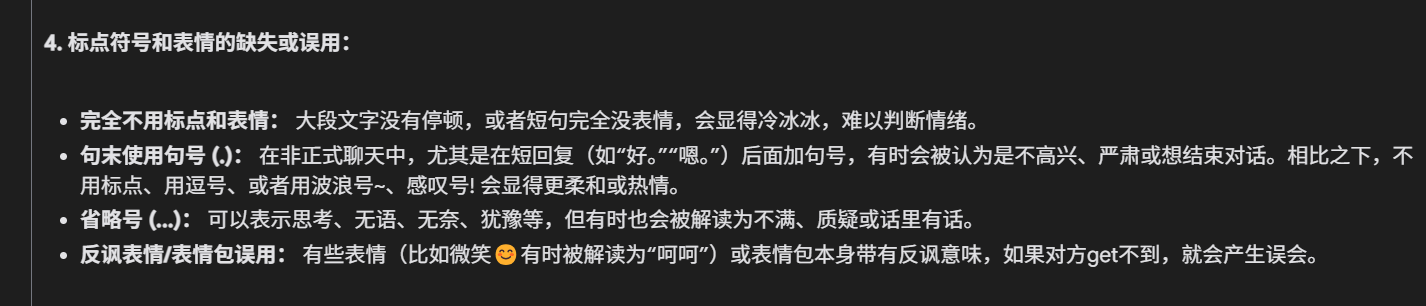 4. 标点符号和表情的缺失或误用：
• 完全不用标点和表情： 大段文字没有停顿，或者短句完全没表情，会显得冷冰冰，难以判断情绪。
• 句末使用句号 (.)： 在非正式聊天中，尤其是在短回复（如“好。”“嗯。”）后面加句号，有时会被认为是不高兴、严肃或想结束对话。相比之下，不
用标点、用逗号、或者用波浪号~、感叹号! 会显得更柔和或热情。
• 省略号 (...)： 可以表示思考、无语、无奈、犹豫等，但有时也会被解读为不满、质疑或话里有话。
• 反讽表情/表情包误用： 有些表情（比如微笑😊有时被解读为“呵呵”）或表情包本身带有反讽意味，如果对方get不到，就会产生误会。